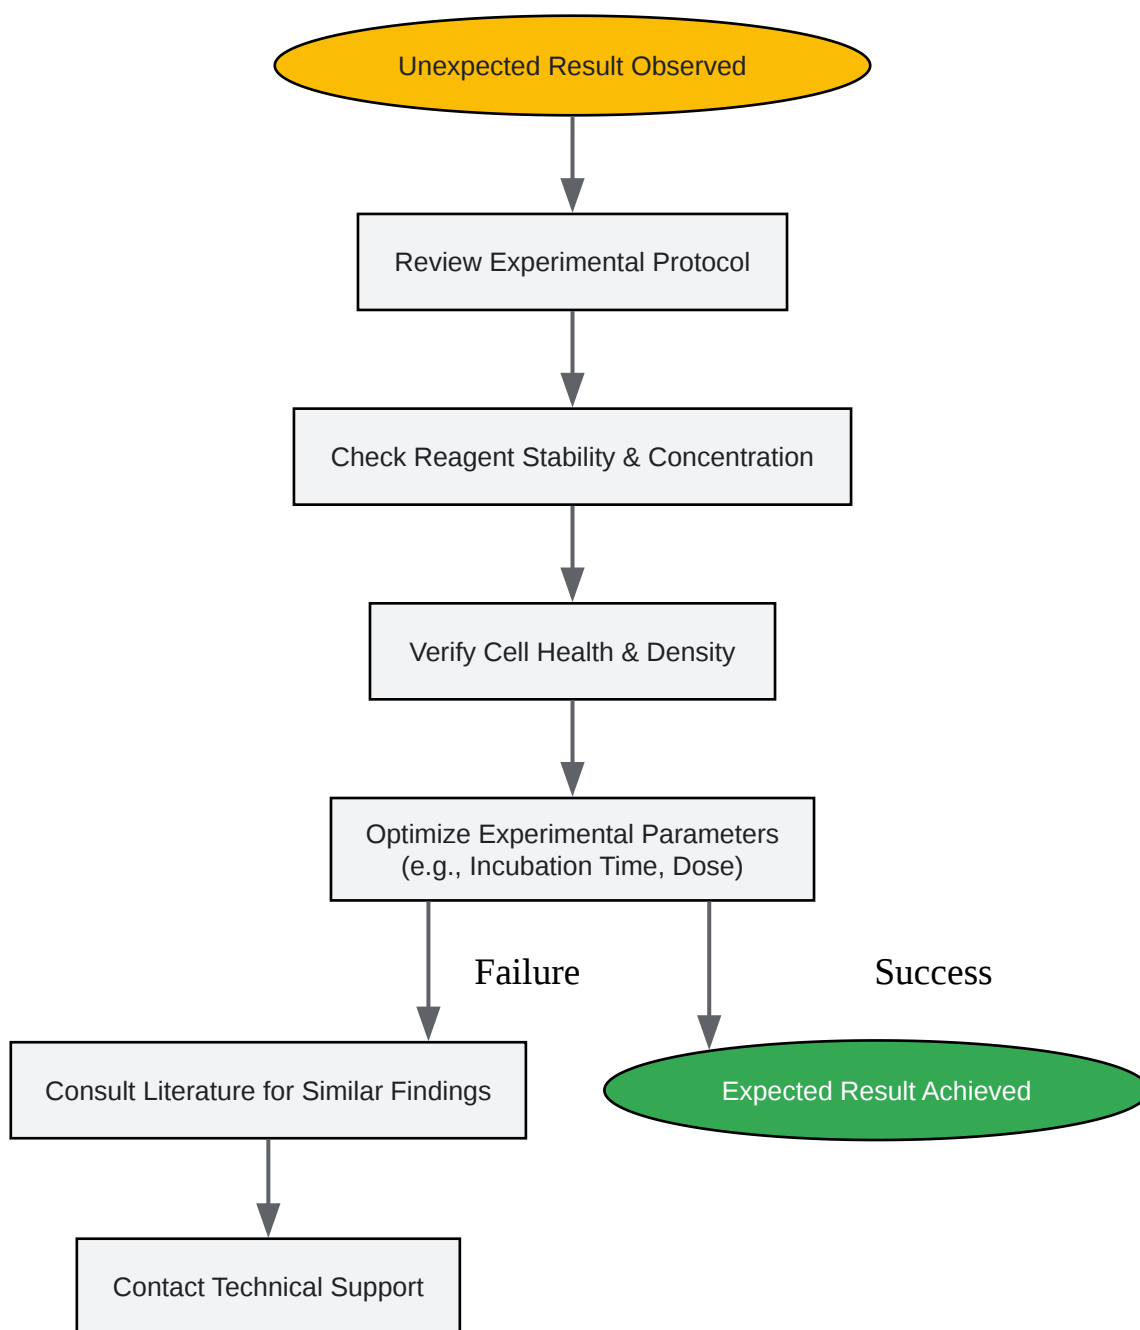 Unexpected Result Observed
Review Experimental Protocol
Check Reagent Stability & Concentration
Verify Cell Health & Density
Optimize Experimental Parameters
(e.g., Incubation Time, Dose)
Failure
Success
Consult Literature for Similar Findings
Expected Result Achieved
Contact Technical Support